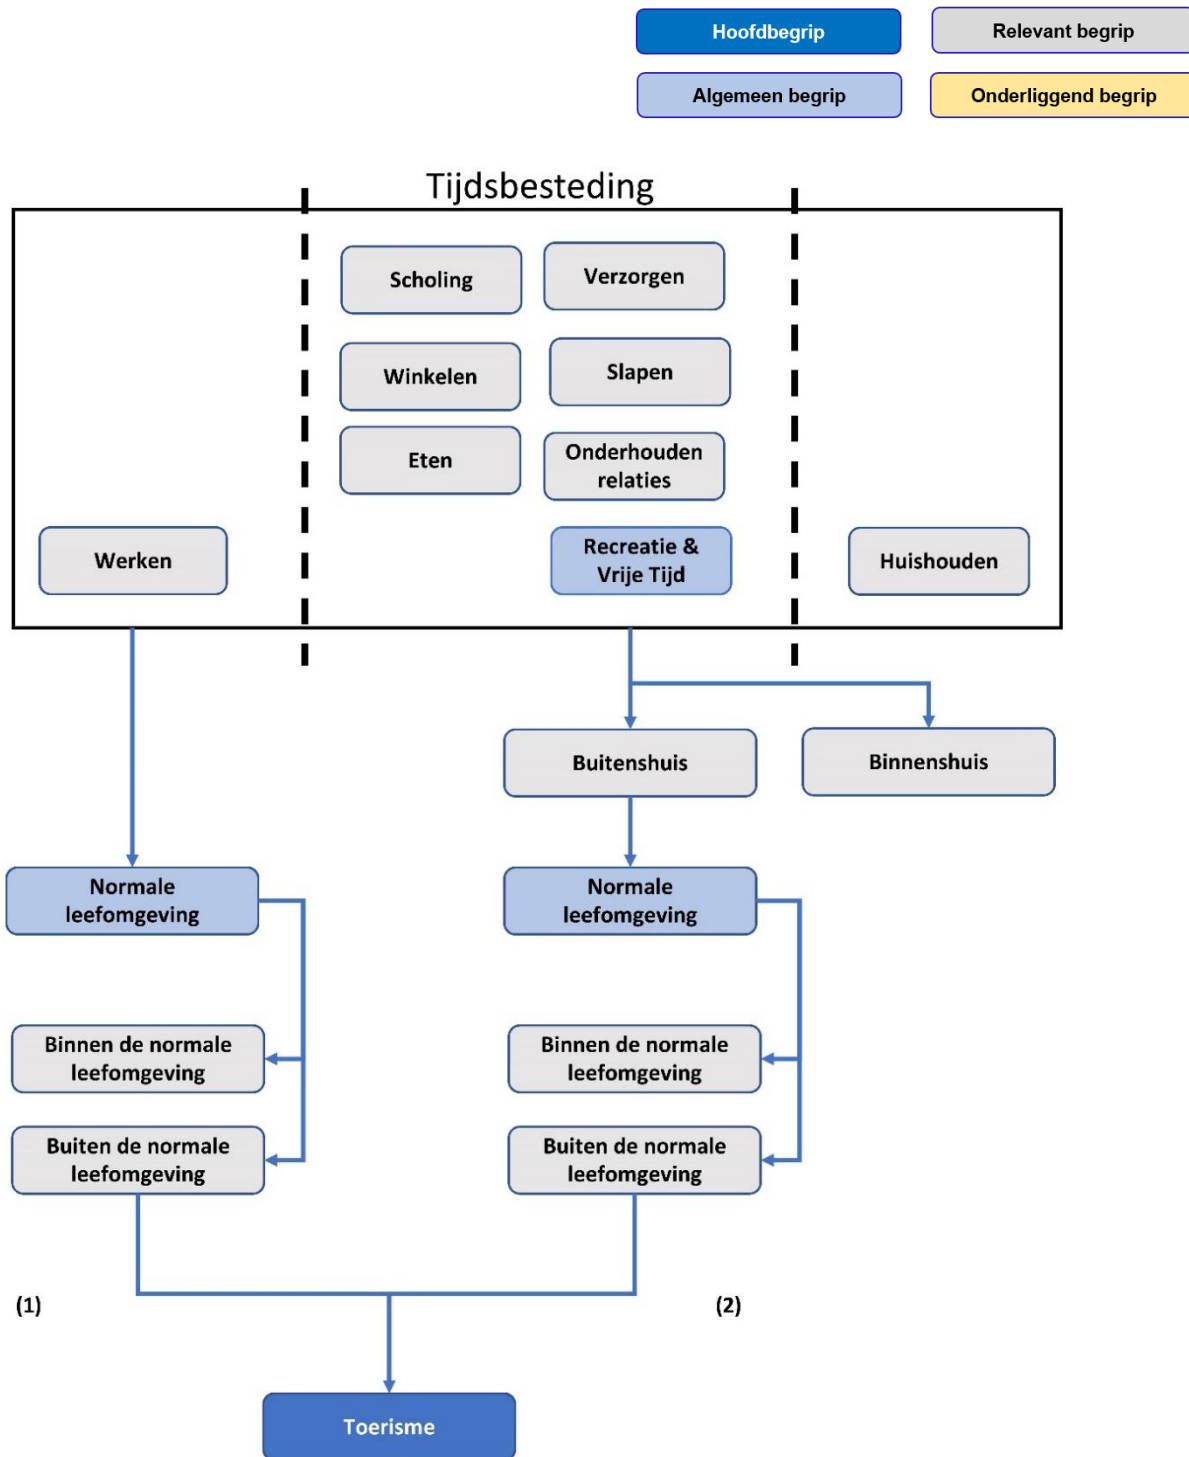 Hoofdbegrip
Relevant begrip
Algemeen begrip
Onderliggend begrip
Tijdsbesteding
Scholing
Verzorgen
Winkelen
Slapen
Eten
Onderhouden
relaties
Werken
Recreatie &
Vrije Tijd
Huishouden
Buitenshuis
Binnenshuis
Normale
leefomgeving
Normale
leefomgeving
Binnen de normale
leefomgeving
Binnen de normale
leefomgeving
Buiten de normale
leefomgeving
Buiten de normale
leefomgeving
(1)
(2)
Toerisme